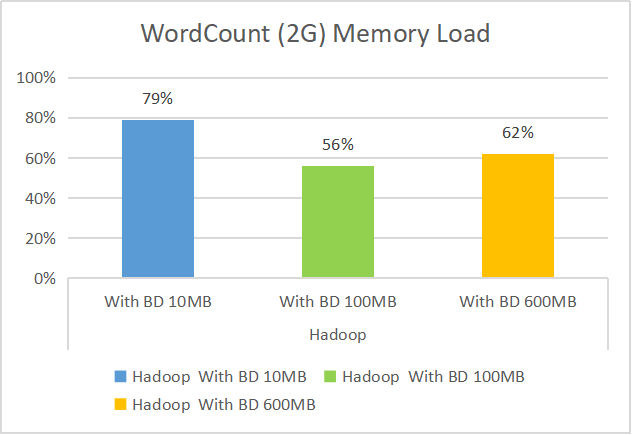 WordCount (2G) Memory Load
100%
80%
60%
40%
20%
0%
79%
56%
62%
With BD 10MB
With BD 100MB
With BD 600MB
Hadoop
Hadoop  With BD 10MB
Hadoop  With BD 100MB
Hadoop  With BD 600MB